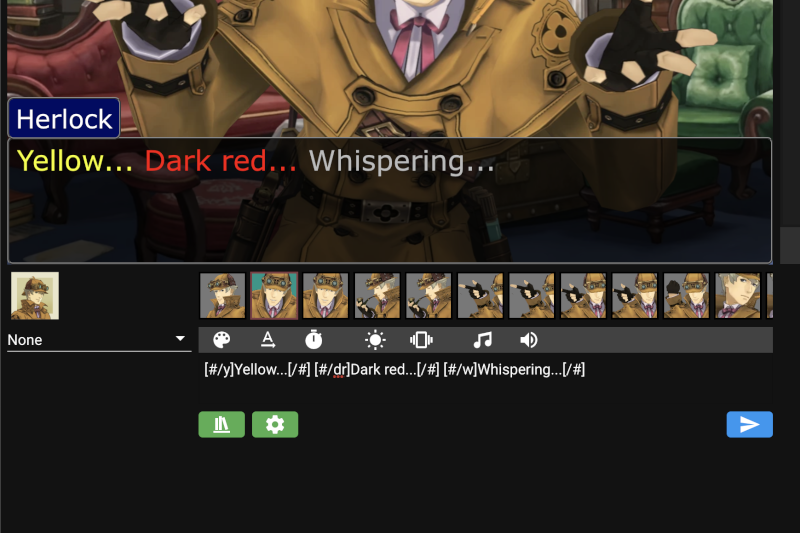 Herlock
Yellow... Dark red... Whispering...
None
[#/y]Yellow...[/#] [#/dr]Dark red...[/#] [#/w]Whispering...[/#]